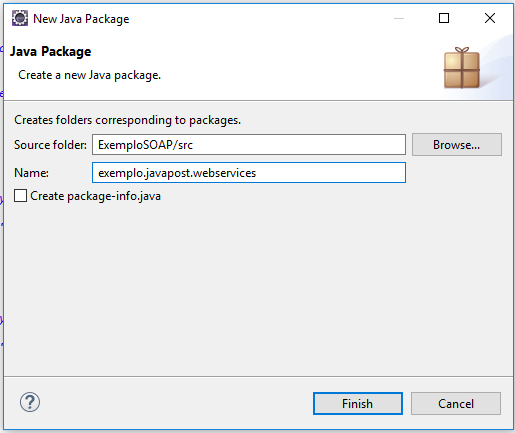 New Java Package
Java Package
Create a new Java package.
Creates folders corresponding to packages.
Source folder: ExemploSOAP/src Browse...
Name: exemplo.javapost.webservices
Create package-info.java
? Finish Cancel